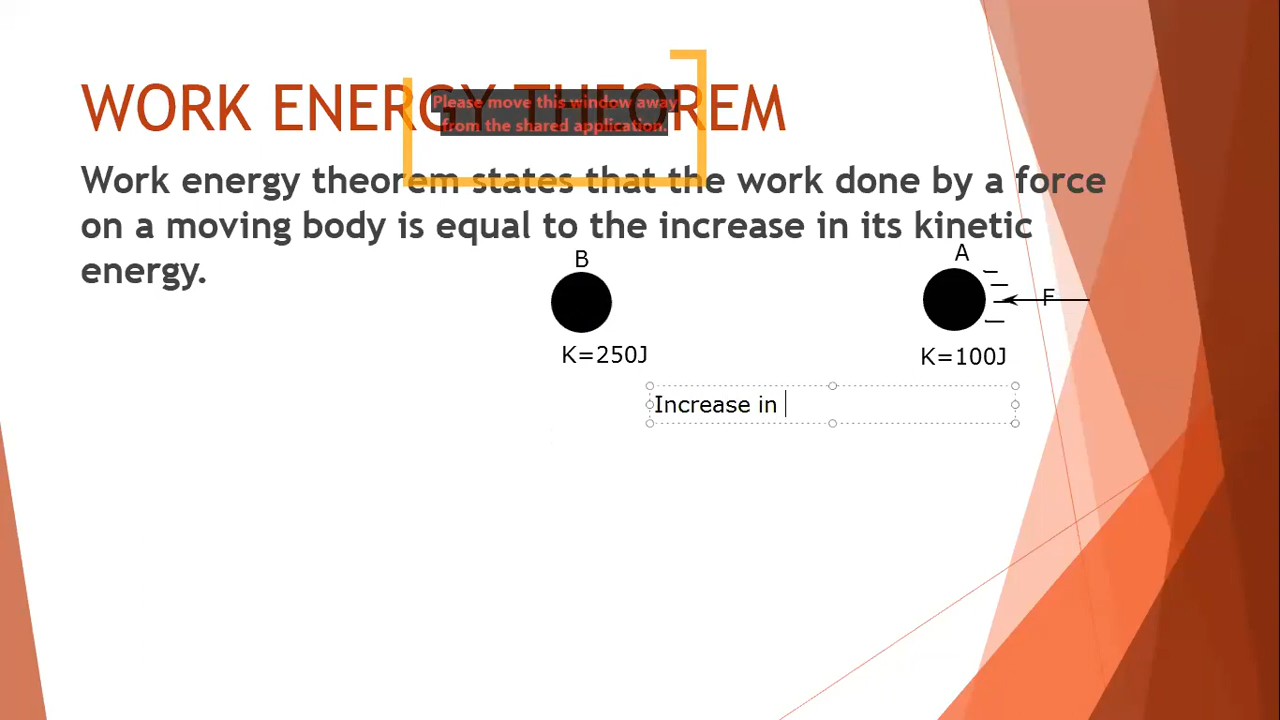 WORK ENERGY THEOREM
Please move this window away
from the shared application.
Work energy theorem states that the work done by a force
on a moving body is equal to the increase in its kinetic
energy.
B
A
F
K=250J
K=100J
Increase in